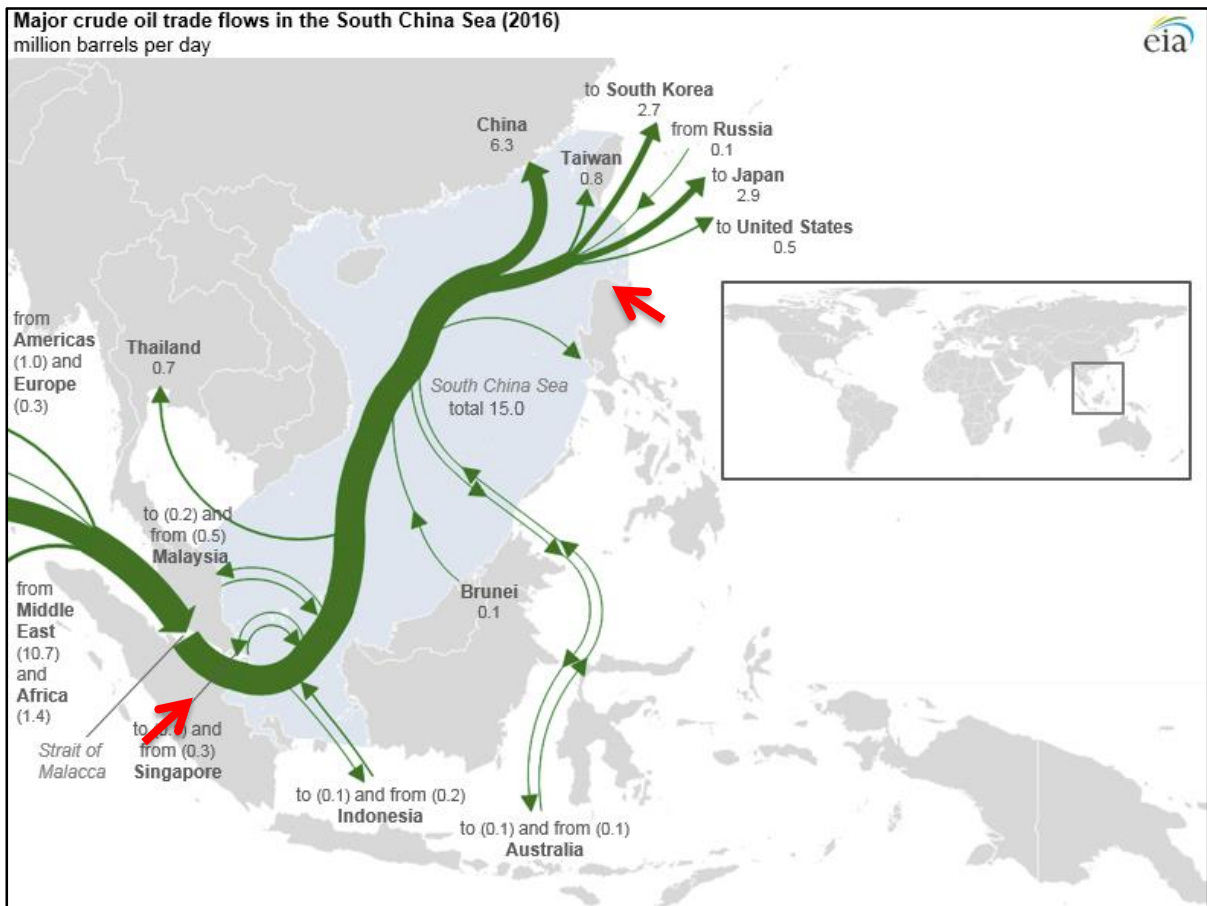 Major crude oil trade flows in the South China Sea (2016)
million barrels per day
eia
to South Korea
2.7
China
6.3
from Russia
0.1
Taiwan
0.8
to Japan
2.9
to United States
0.5
from
Americas
(1.0) and
Europe
(0.3)
Thailand
0.7
South China Sea
total 15.0
to (0.2) and
from (0.5)
Malaysia
from
Middle
East
(10.7)
and
Africa
(1.4)
Brunei
0.1
Strait of
Malacca
to and
from (0.3)
Singapore
to (0.1) and from (0.2)
Indonesia
to (0.1) and from (0.1)
Australia